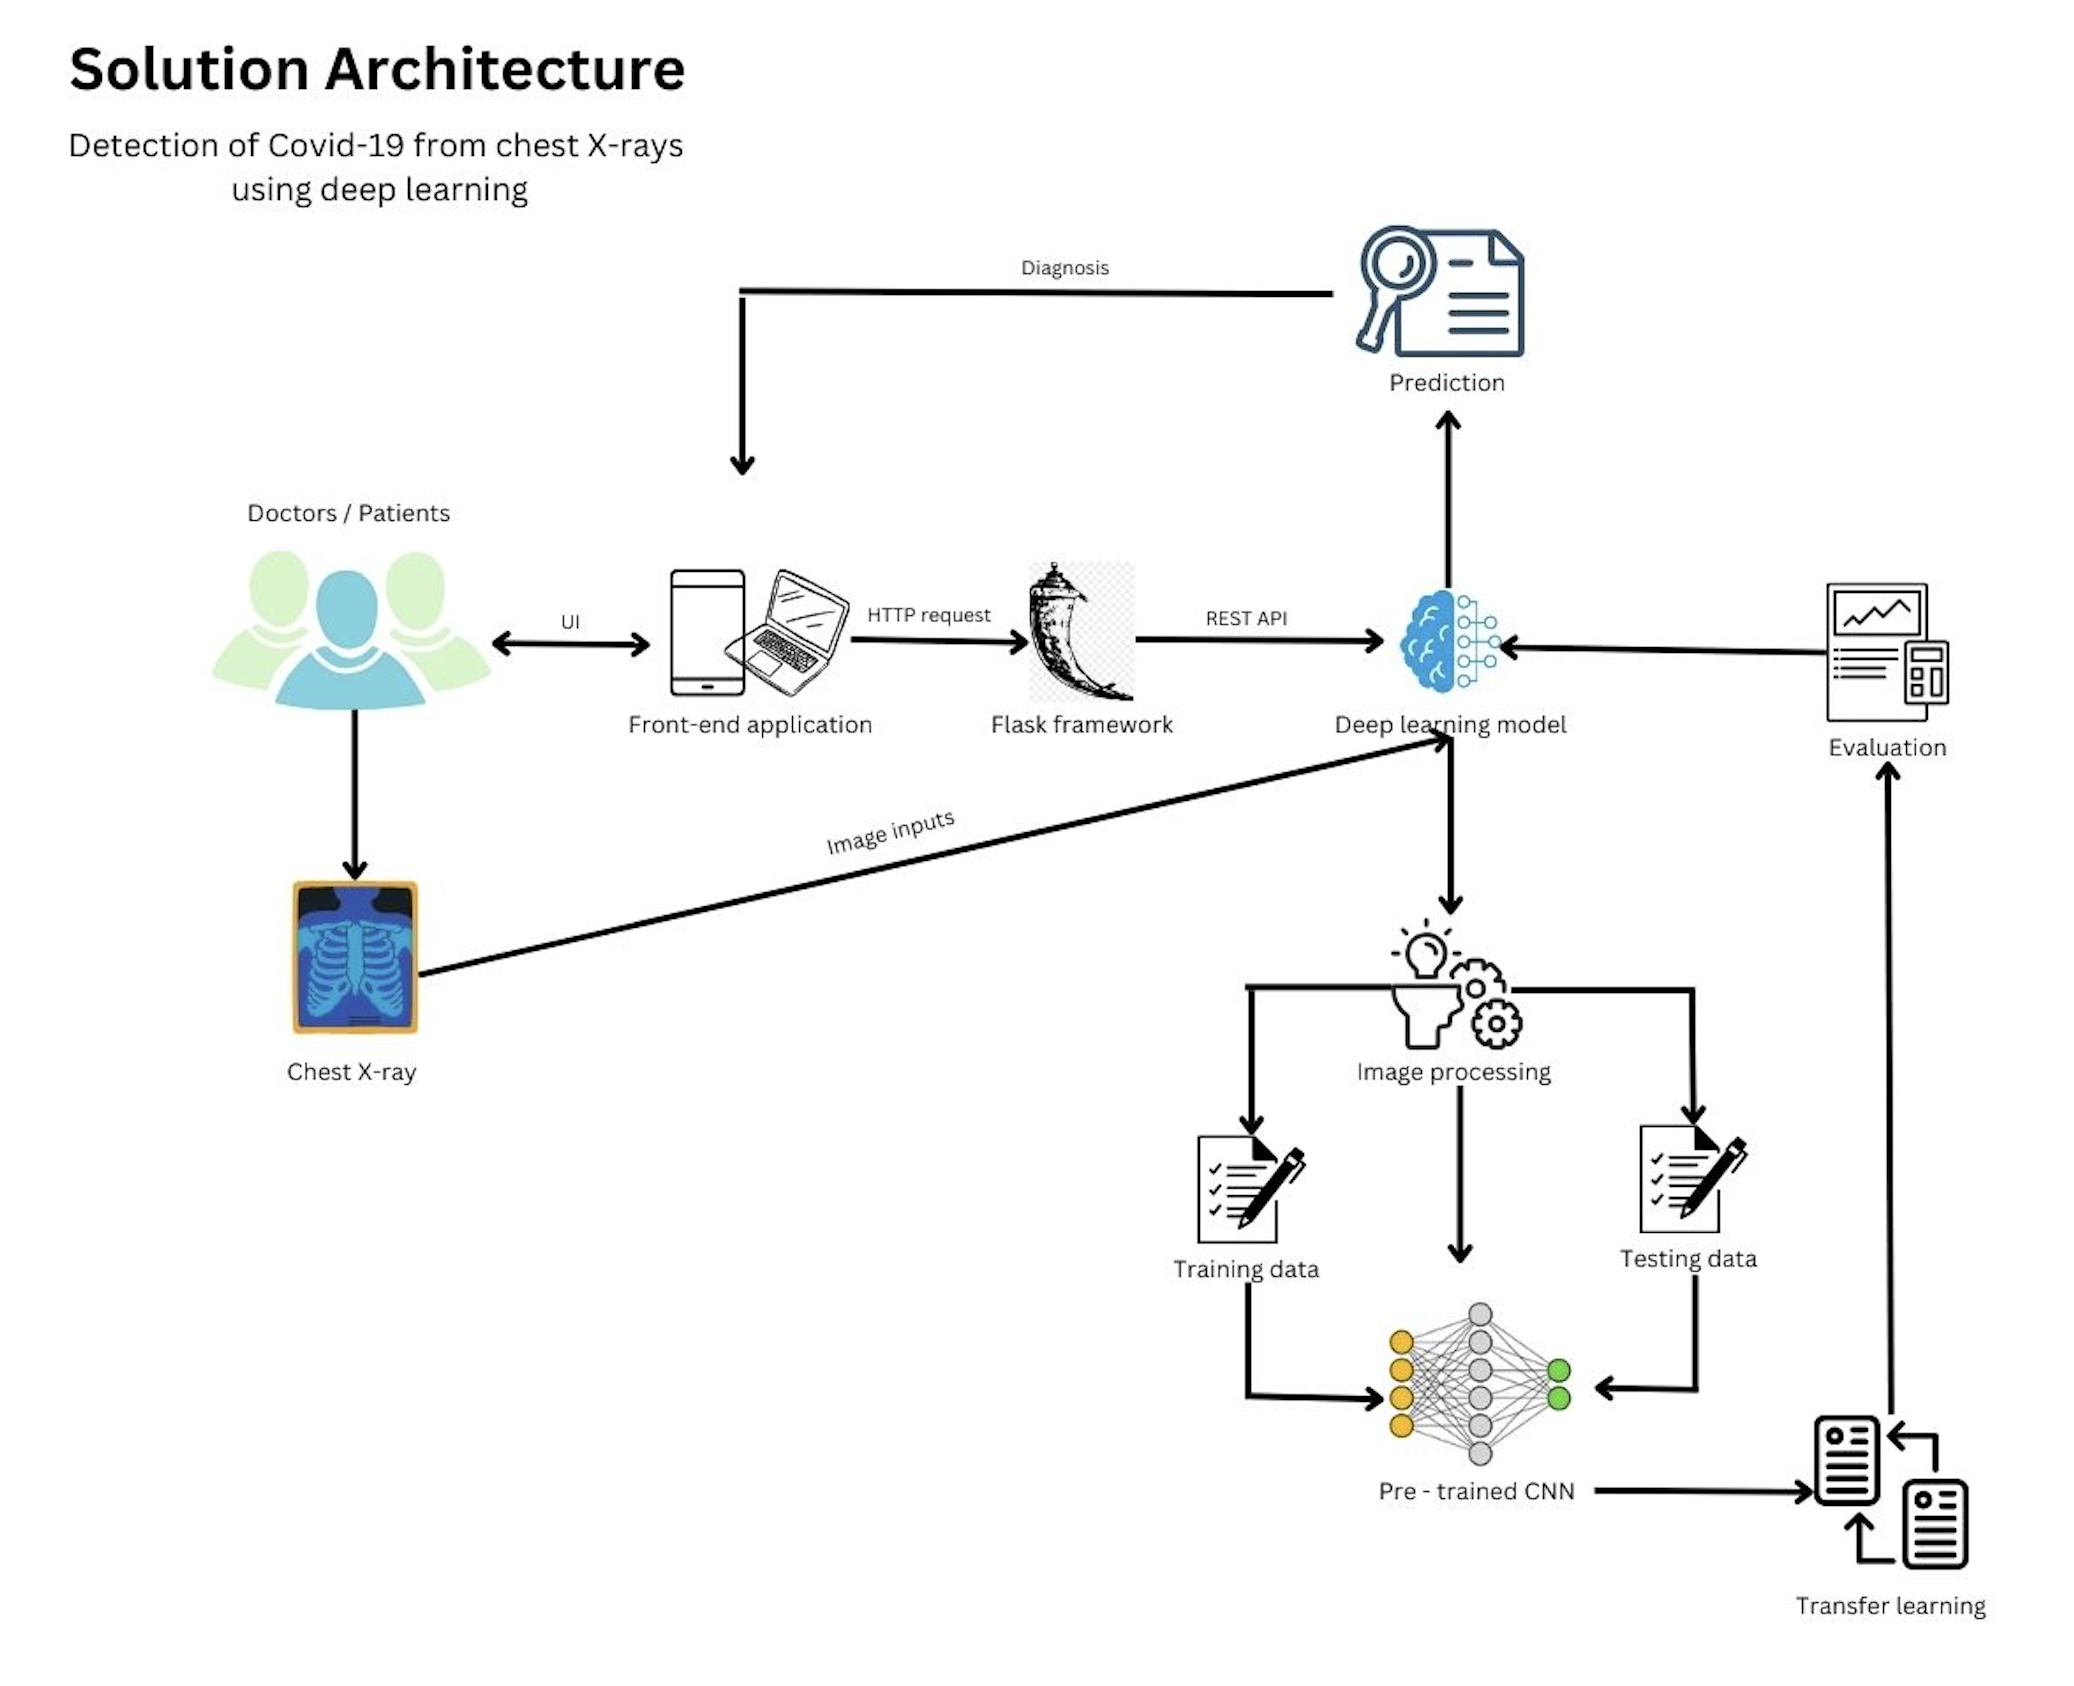 Solution Architecture
Detection of Covid-19 from chest X-rays
using deep learning
Diagnosis
Prediction
Doctors / Patients
UI
HTTP request
REST API
Front-end application
Flask framework
Deep learning model
Evaluation
Image inputs
Chest X-ray
Image processing
Training data
Testing data
Pre - trained CNN
Transfer learning